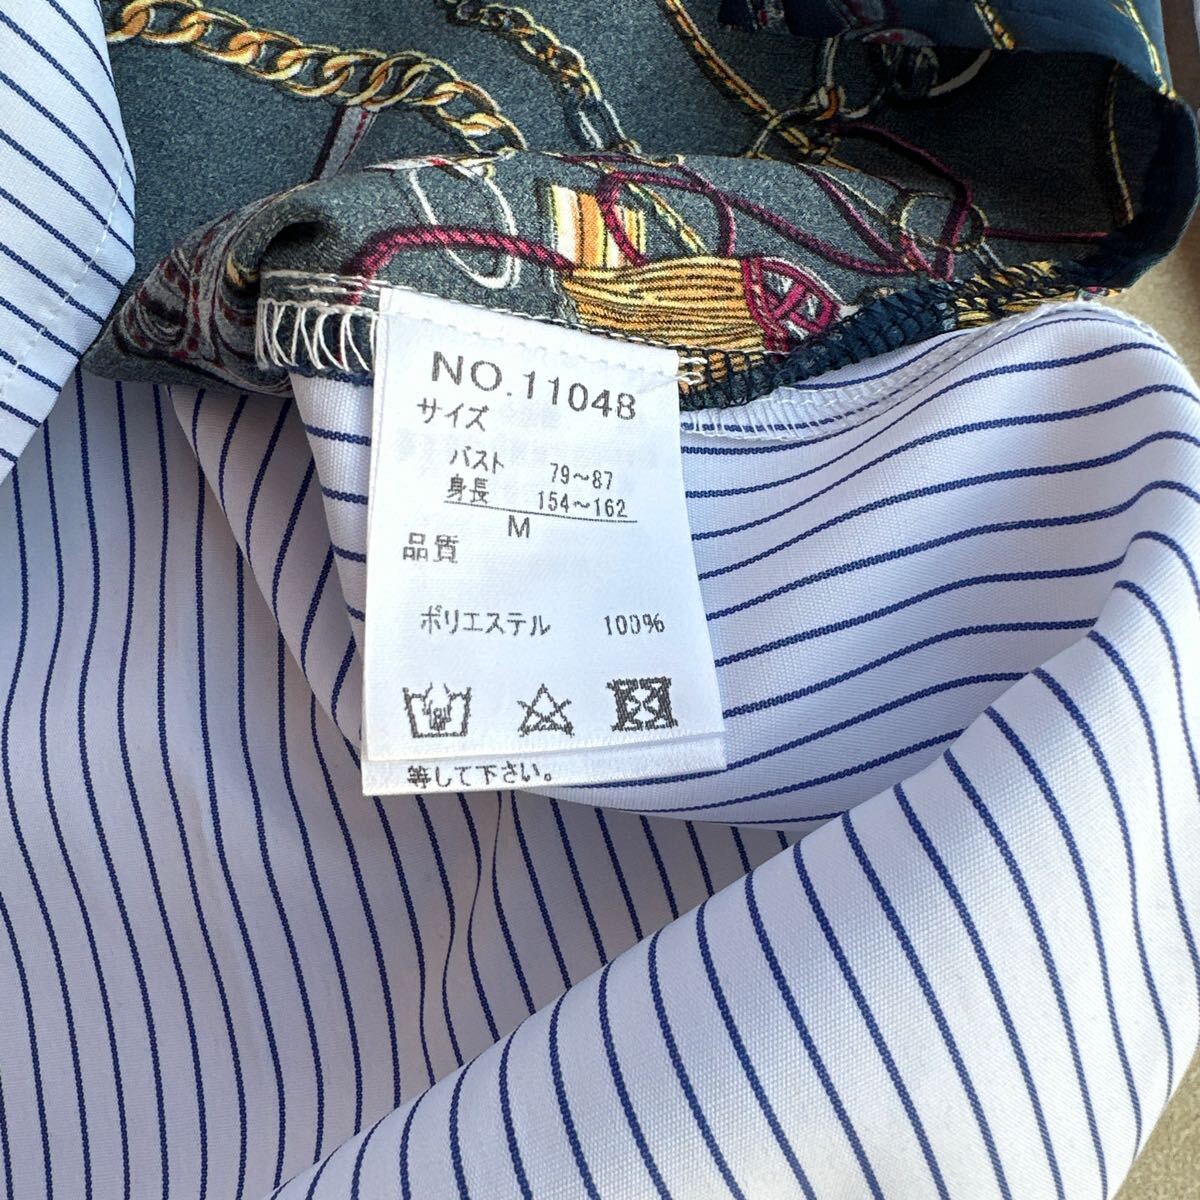 NO.11048
サイズ
バスト 79～87
身長 154～162
M
品質
ポリエステル 100%
等して下さい。